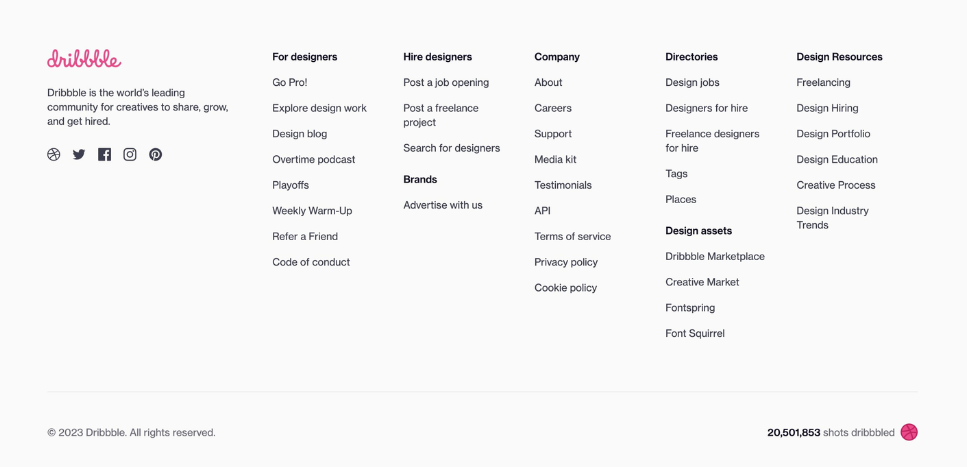 dribbble
Dribbble is the world's leading
community for creatives to share, grow,
and get hired.
For designers
Go Pro!
Explore design work
Design blog
Overtime podcast
Playoffs
Weekly Warm-Up
Refer a Friend
Code of conduct
Hire designers
Post a job opening
Post a freelance
project
Search for designers
Brands
Advertise with us
Company
About
Careers
Support
Media kit
Testimonials
API
Terms of service
Privacy policy
Cookie policy
Directories
Design jobs
Designers for hire
Freelance designers
for hire
Tags
Places
Design assets
Dribbble Marketplace
Creative Market
Fontspring
Font Squirrel
Design Resources
Freelancing
Design Hiring
Design Portfolio
Design Education
Creative Process
Design Industry
Trends
© 2023 Dribbble. All rights reserved.
20,501,853 shots dribbbled